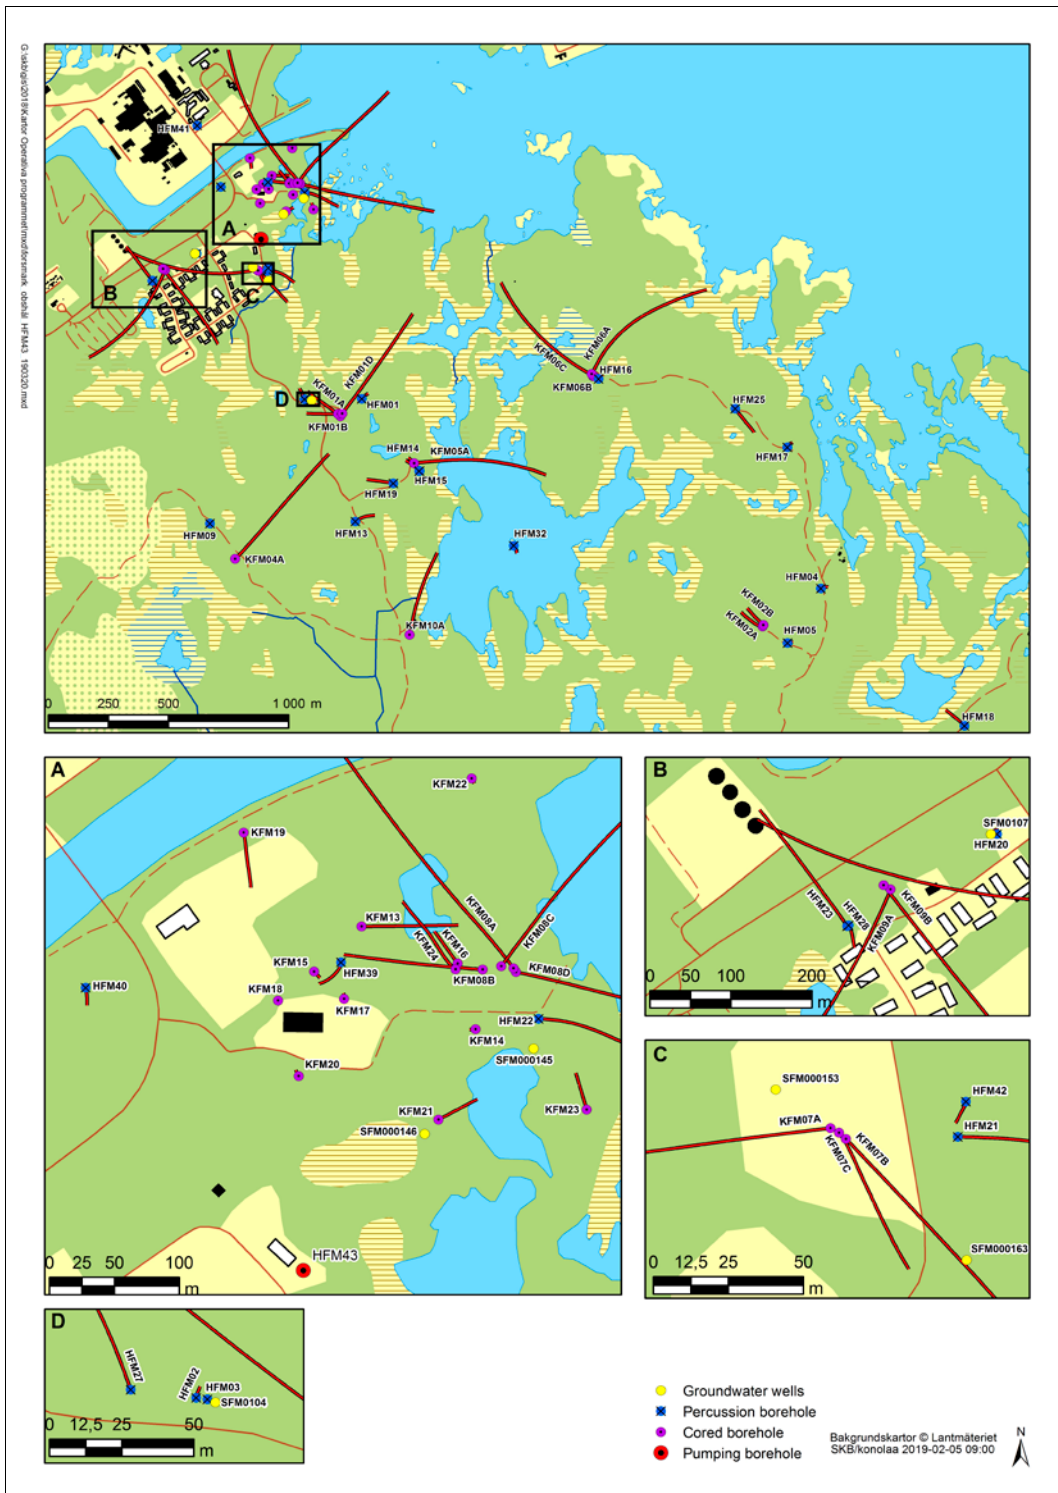 G:\skb\gis\2018\Kartor Operativa programmet\mxd\forsmark_obshål_HFM43_190320.mxd
HFM41
A
B
C
KFM06C
KFM06A
HFM16
KFM06B
KFM01D
KFM01A
D
HFM01
KFM01B
HFM25
HFM17
HFM14
KFM05A
HFM15
HFM19
HFM13
HFM09
KFM04A
HFM32
HFM04
KFM02B
KFM02A
HFM05
KFM10A
HFM18
0 250 500 1 000 m
A
KFM22
KFM19
KFM13
KFM08A
KFM08C
KFM16
KFM24
KFM15
HFM39
KFM08B
KFM08D
HFM40
KFM18
KFM17
HFM22
KFM14
SFM000145
KFM20
KFM21
KFM23
SFM000146
HFM43
0 25 50 100
m
B
SFM0107
HFM20
HFM23
HFM28
KFM09A
KFM09B
0 50 100 200
m
C
SFM000153
HFM42
KFM07A
HFM21
KFM07B
KFM07C
SFM000163
0 12,5 25 50
m
D
HFM27
HFM02
HFM03
SFM0104
0 12,5 25 50
m
Groundwater wells
Percussion borehole
Cored borehole
Pumping borehole
Bakgrundskartor © Lantmäteriet
SKB/konolaa 2019-02-05 09:00
N